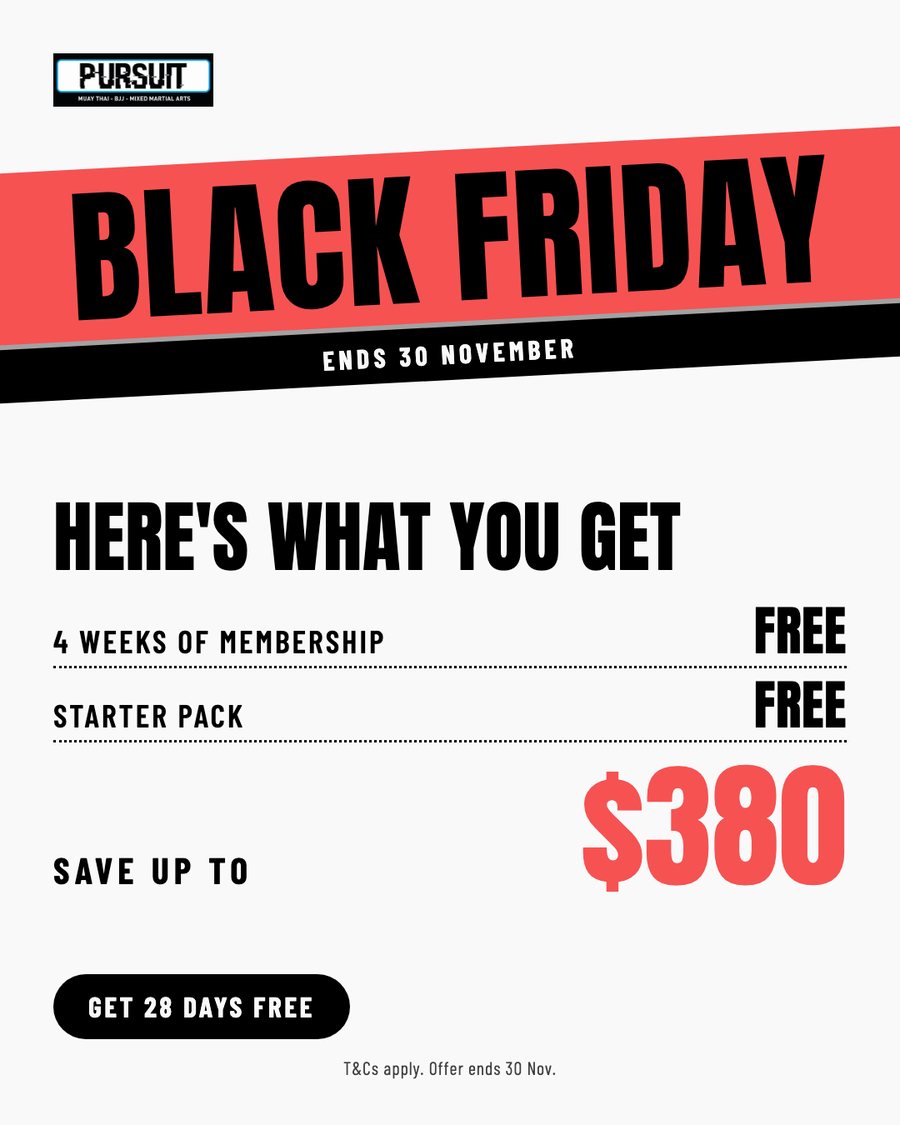 PURSUIT
MUAY THAI - BJJ - MIXED MARTIAL ARTS
BLACK FRIDAY
ENDS 30 NOVEMBER
HERE'S WHAT YOU GET
4 WEEKS OF MEMBERSHIP FREE
STARTER PACK FREE
SAVE UP TO $380
GET 28 DAYS FREE
T&Cs apply. Offer ends 30 Nov.